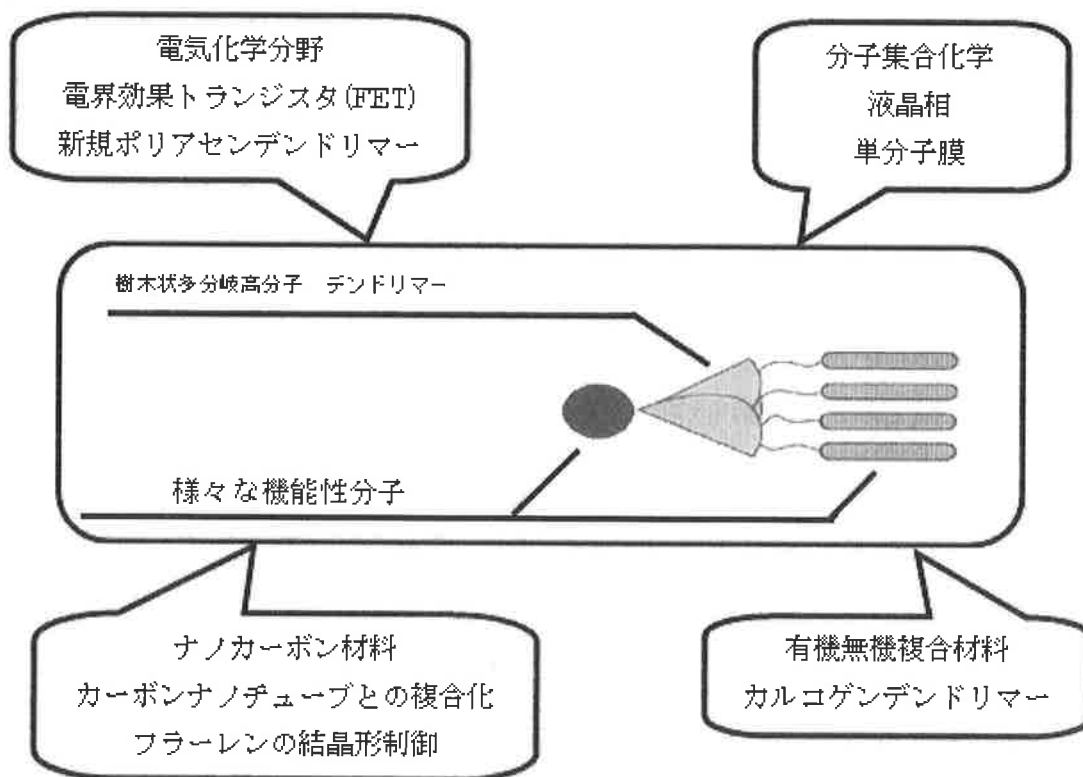 電気化学分野
電界効果トランジスタ(FET)
新規ポリアセンデンドリマー
分子集合化学
液晶相
単分子膜
樹木状多分岐高分子　デンドリマー
様々な機能性分子
ナノカーボン材料
カーボンナノチューブとの複合化
フラーレンの結晶形制御
有機無機複合材料
カルコゲンデンドリマー